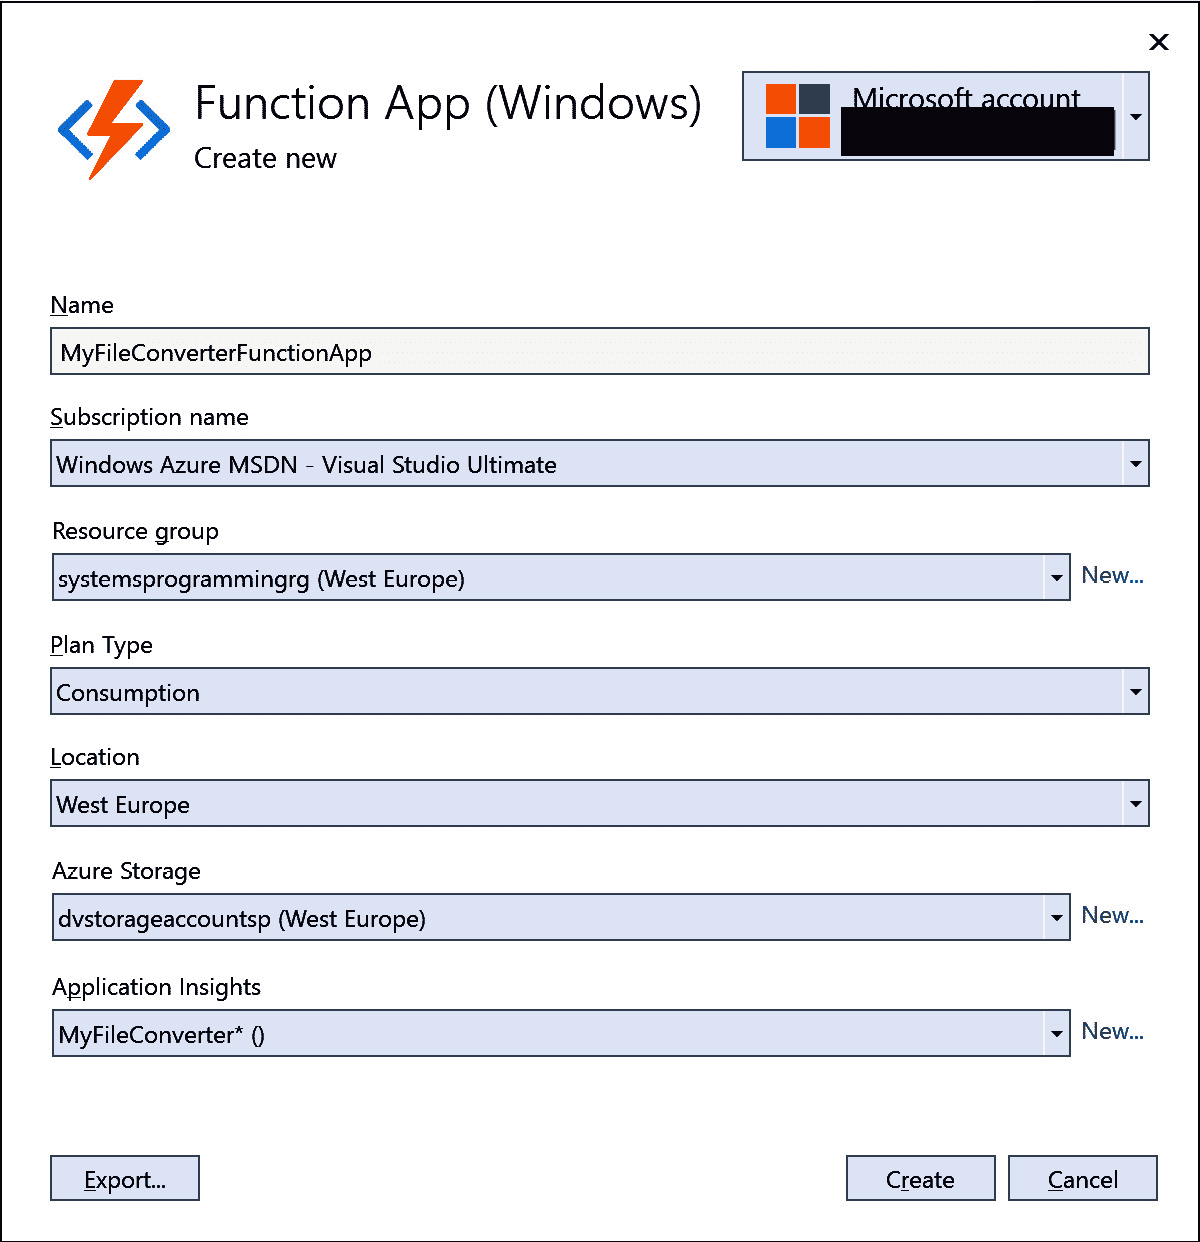 Function App (Windows)
Create new
Microsoft account
Name
MyFileConverterFunctionApp
Subscription name
Windows Azure MSDN - Visual Studio Ultimate
Resource group
systemsprogrammingrg (West Europe)
New...
Plan Type
Consumption
Location
West Europe
Azure Storage
dvstorageaccountsp (West Europe)
New...
Application Insights
MyFileConverter* ()
New...
Export...
Create
Cancel